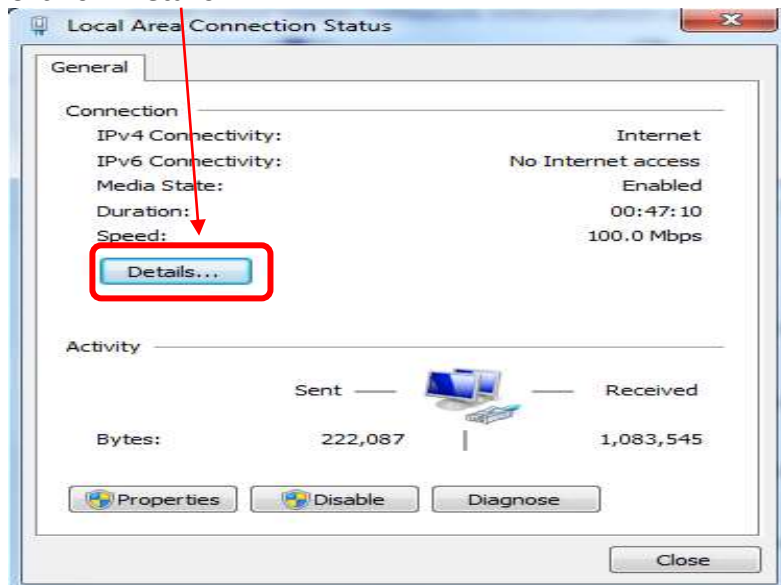 Local Area Connection Status
General
Connection
IPv4 Connectivity: Internet
IPv6 Connectivity: No Internet access
Media State: Enabled
Duration: 00:47:10
Speed: 100.0 Mbps
Details...
Activity
Sent Received
Bytes: 222,087 1,083,545
Properties Disable Diagnose
Close